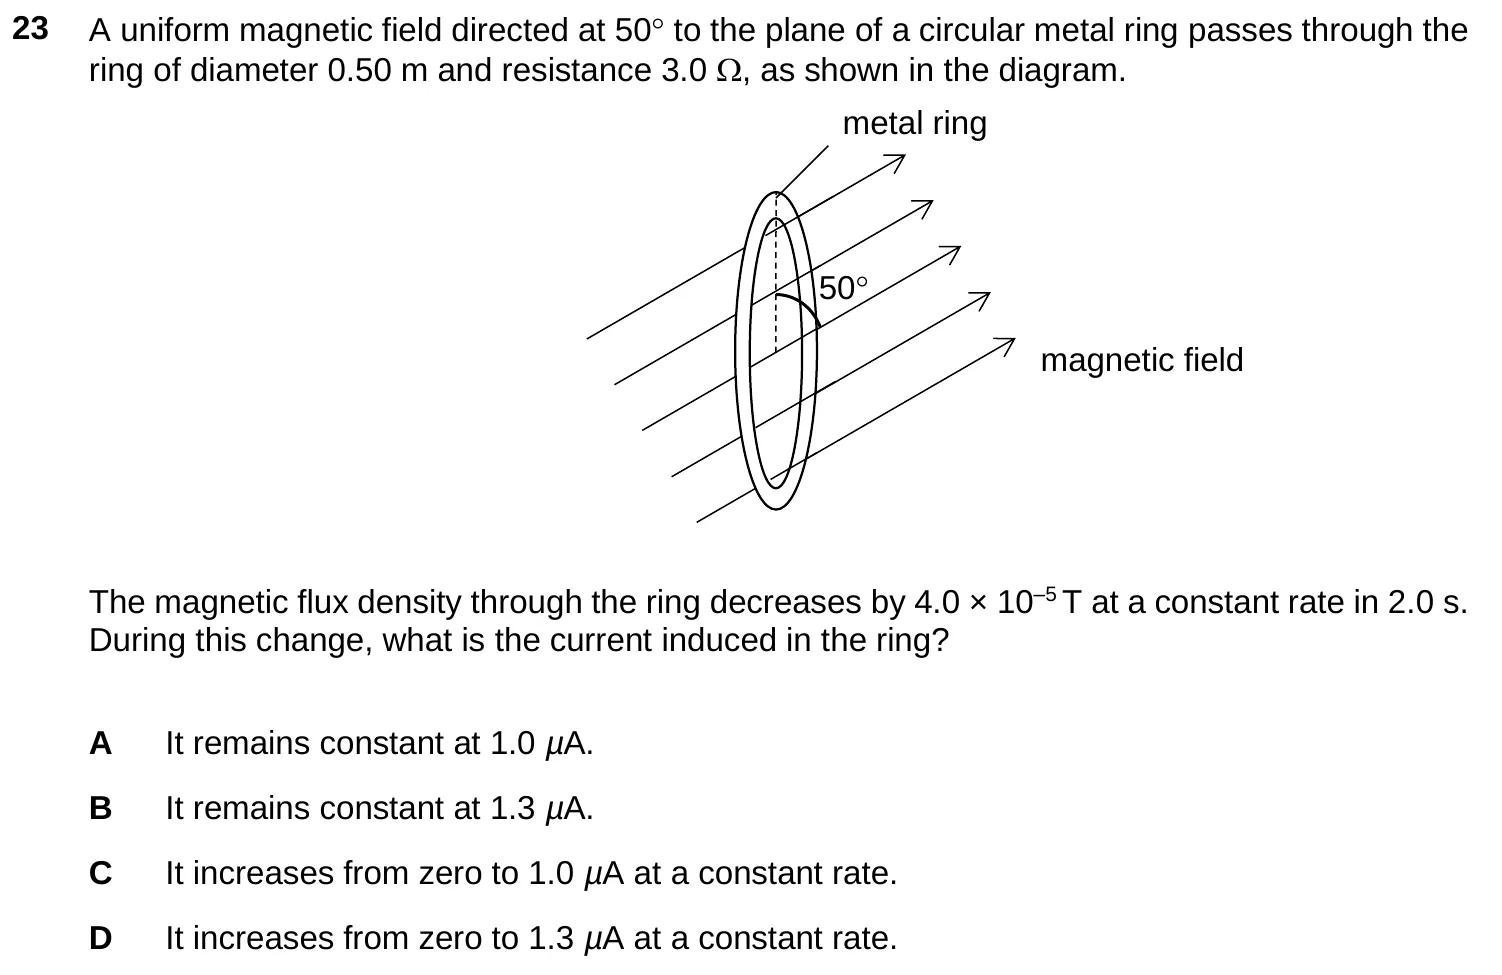 23 A uniform magnetic field directed at 50° to the plane of a circular metal ring passes through the
ring of diameter 0.50 m and resistance 3.0 Ω, as shown in the diagram.
metal ring
50°
magnetic field
The magnetic flux density through the ring decreases by 4.0 × 10⁻⁵ T at a constant rate in 2.0 s.
During this change, what is the current induced in the ring?
A It remains constant at 1.0 μA.
B It remains constant at 1.3 μA.
C It increases from zero to 1.0 μA at a constant rate.
D It increases from zero to 1.3 μA at a constant rate.